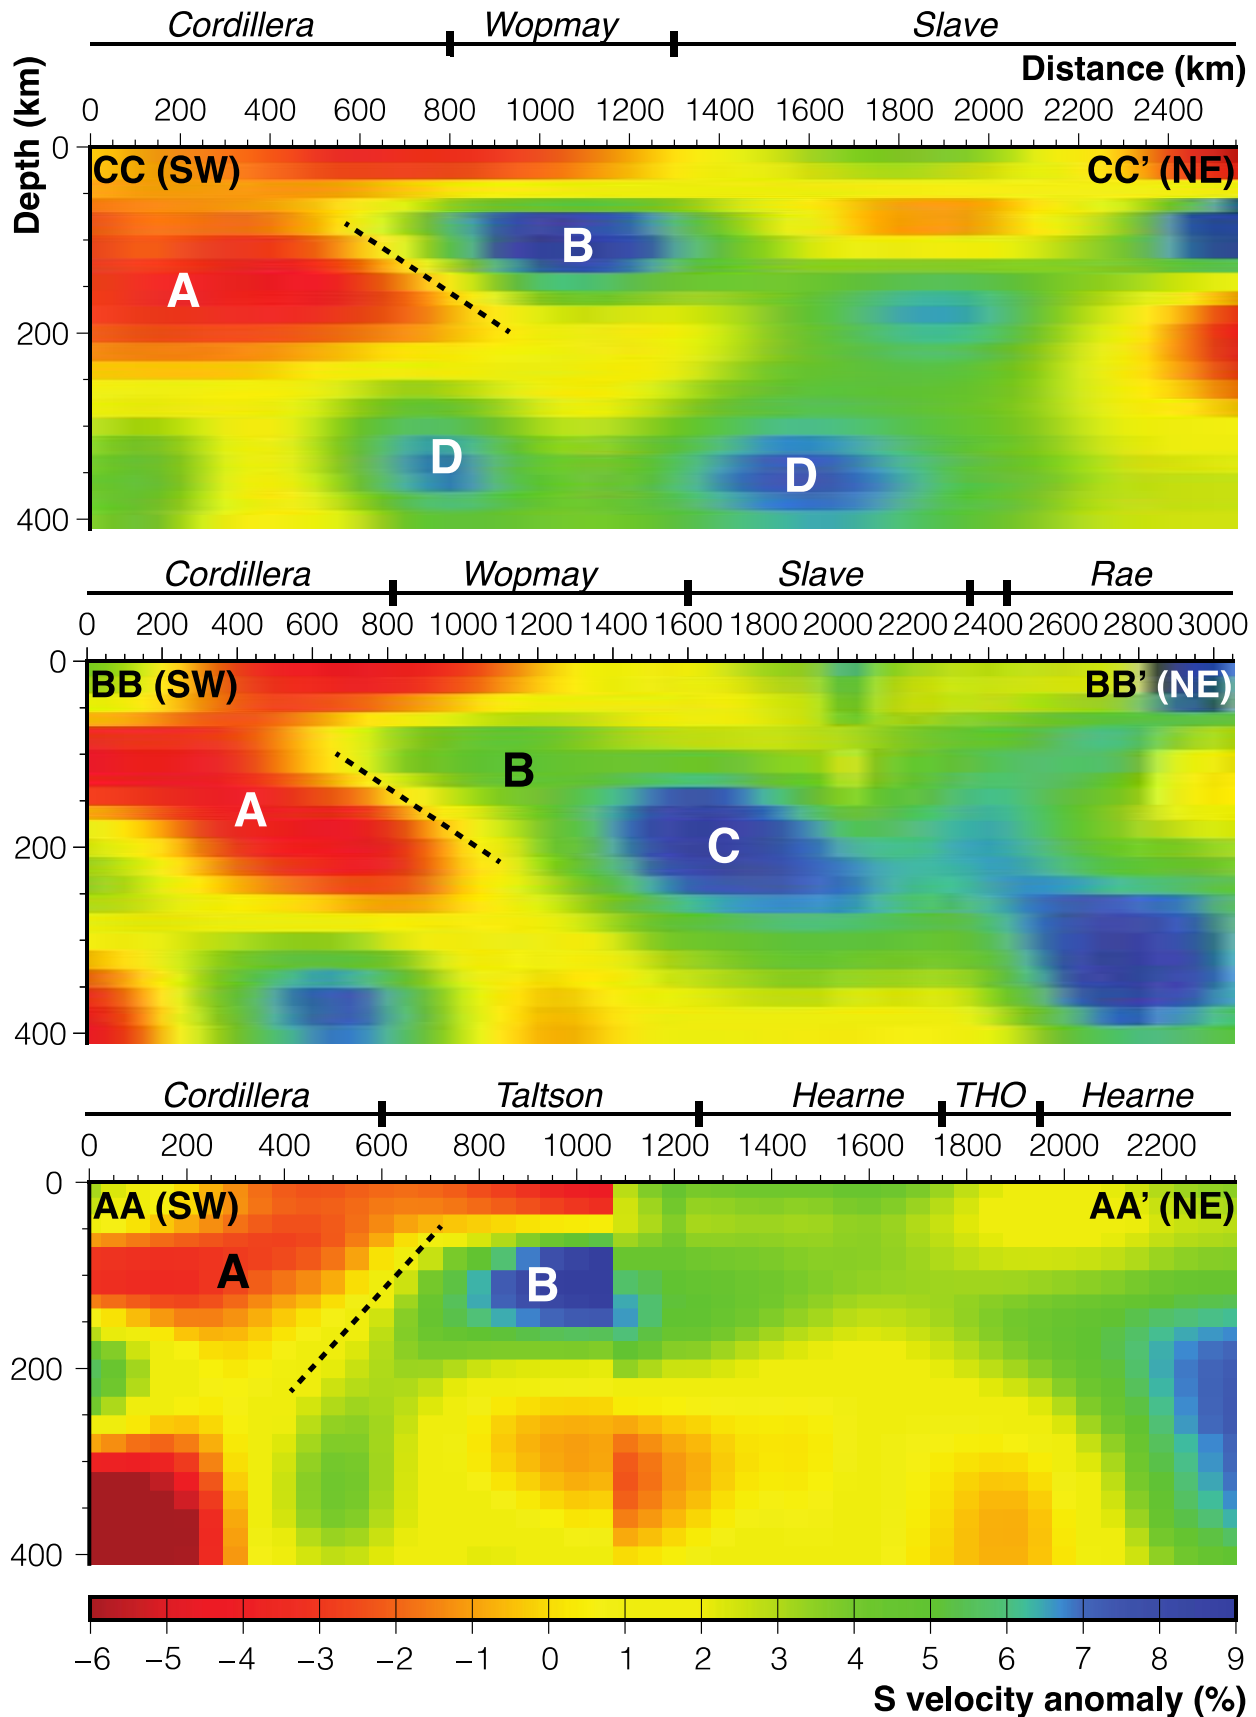 Cordillera Wopmay Slave
Distance (km)
0 200 400 600 800 1000 1200 1400 1600 1800 2000 2200 2400
Depth (km)
0
CC (SW) CC’ (NE)
B
A
200
D D
400
Cordillera Wopmay Slave Rae
0 200 400 600 800 1000 1200 1400 1600 1800 2000 2200 2400 2600 2800 3000
0
BB (SW) BB’ (NE)
B
A
C
200
400
Cordillera Taltson Hearne THO Hearne
0 200 400 600 800 1000 1200 1400 1600 1800 2000 2200
0
AA (SW) AA’ (NE)
A B
200
400
−6 −5 −4 −3 −2 −1 0 1 2 3 4 5 6 7 8 9
S velocity anomaly (%)